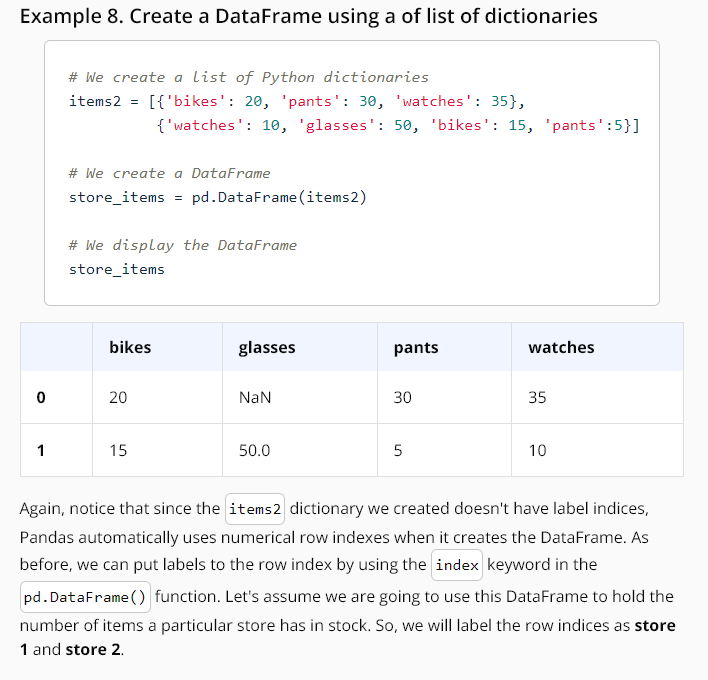 Example 8. Create a DataFrame using a of list of dictionaries
# We create a list of Python dictionaries
items2 = [{'bikes': 20, 'pants': 30, 'watches': 35},
          {'watches': 10, 'glasses': 50, 'bikes': 15, 'pants':5}]
# We create a DataFrame
store_items = pd.DataFrame(items2)
# We display the DataFrame
store_items
bikes glasses pants watches
0 20 NaN 30 35
1 15 50.0 5 10
Again, notice that since the items2 dictionary we created doesn't have label indices,
Pandas automatically uses numerical row indexes when it creates the DataFrame. As
before, we can put labels to the row index by using the index keyword in the
pd.DataFrame() function. Let's assume we are going to use this DataFrame to hold the
number of items a particular store has in stock. So, we will label the row indices as store
1 and store 2.